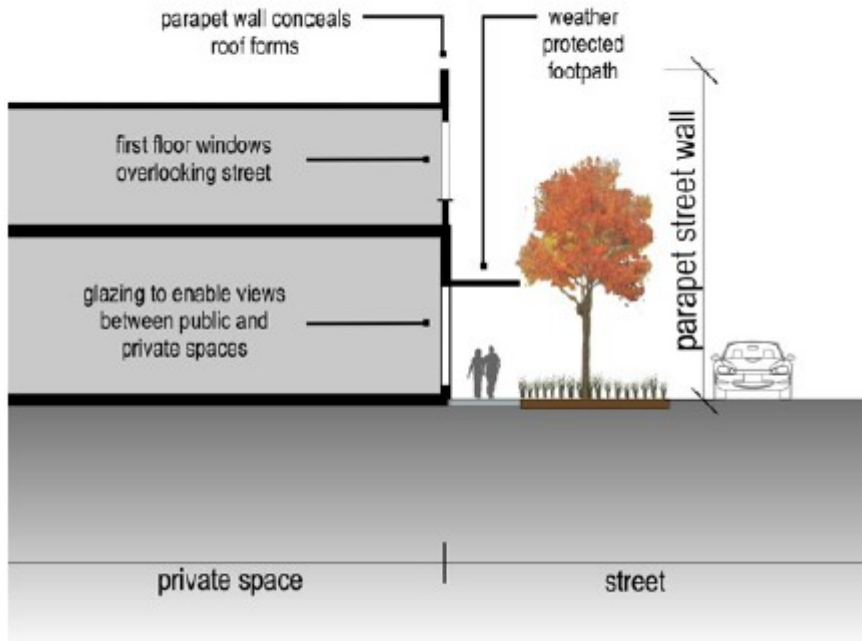 parapet wall conceals
roof forms
weather
protected
footpath
first floor windows
overlooking street
parapet street wall
glazing to enable views
between public and
private spaces
private space
street